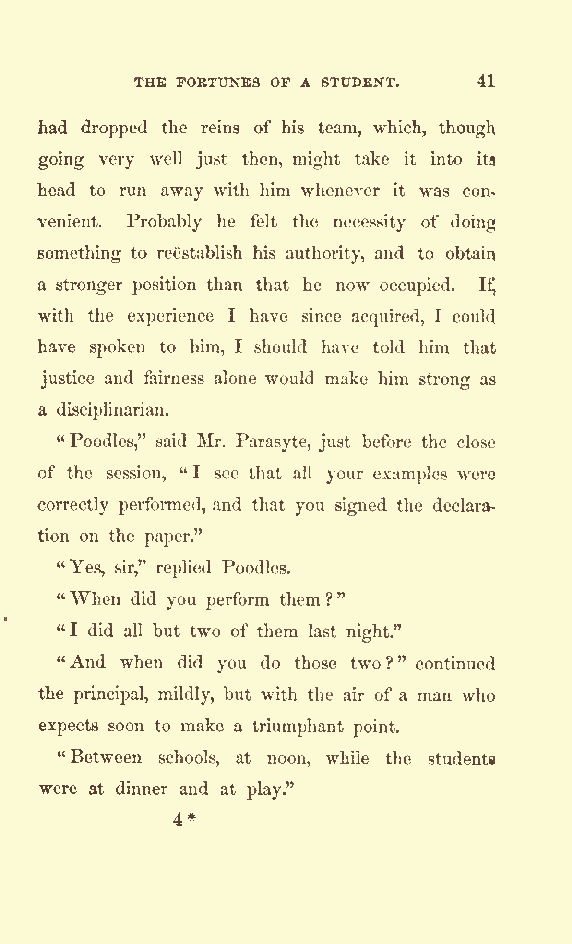 THE FORTUNES OF A STUDENT. 41
had dropped the reins of his team, which, though
going very well just then, might take it into its
head to run away with him whenever it was con-
venient. Probably he felt the necessity of doing
something to reëstablish his authority, and to obtain
a stronger position than that he now occupied. If,
with the experience I have since acquired, I could
have spoken to him, I should have told him that
justice and fairness alone would make him strong as
a disciplinarian.
“Poodles,” said Mr. Parasyte, just before the close
of the session, “I see that all your examples were
correctly performed, and that you signed the declara-
tion on the paper.”
“Yes, sir,” replied Poodles.
“When did you perform them?”
“I did all but two of them last night.”
“And when did you do those two?” continued
the principal, mildly, but with the air of a man who
expects soon to make a triumphant point.
“Between schools, at noon, while the students
were at dinner and at play.”
4*